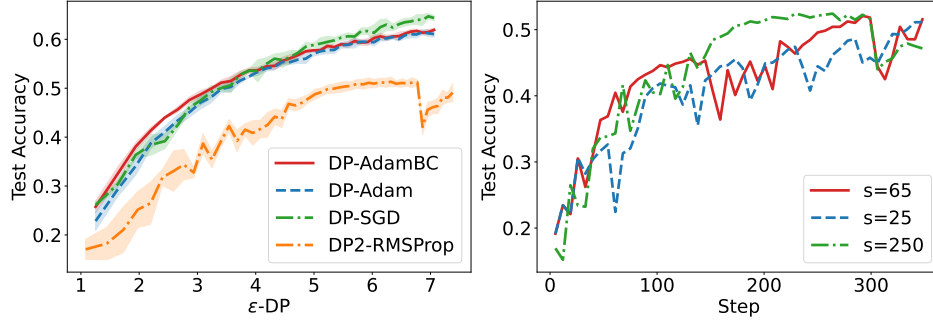 Test Accuracy
0.6
0.5
0.4
0.3
0.2
1 2 3 4 5 6 7
ε-DP
DP-AdamBC
DP-Adam
DP-SGD
DP2-RMSProp
Test Accuracy
0.5
0.4
0.3
0.2
0 100 200 300
Step
s=65
s=25
s=250